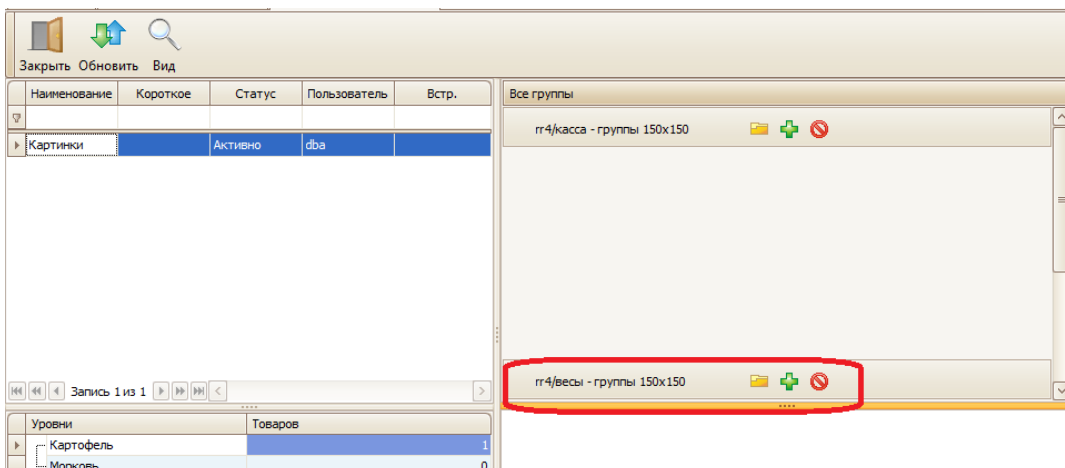 Закрыть Обновить Вид
Наименование Короткое Статус Пользователь Встр.
Картинки Активно dba
Запись 1 из 1
Уровни Товаров
Картофель 1
Морковь 0
Все группы
rr4/касса - группы 150x150
rr4/весы - группы 150x150